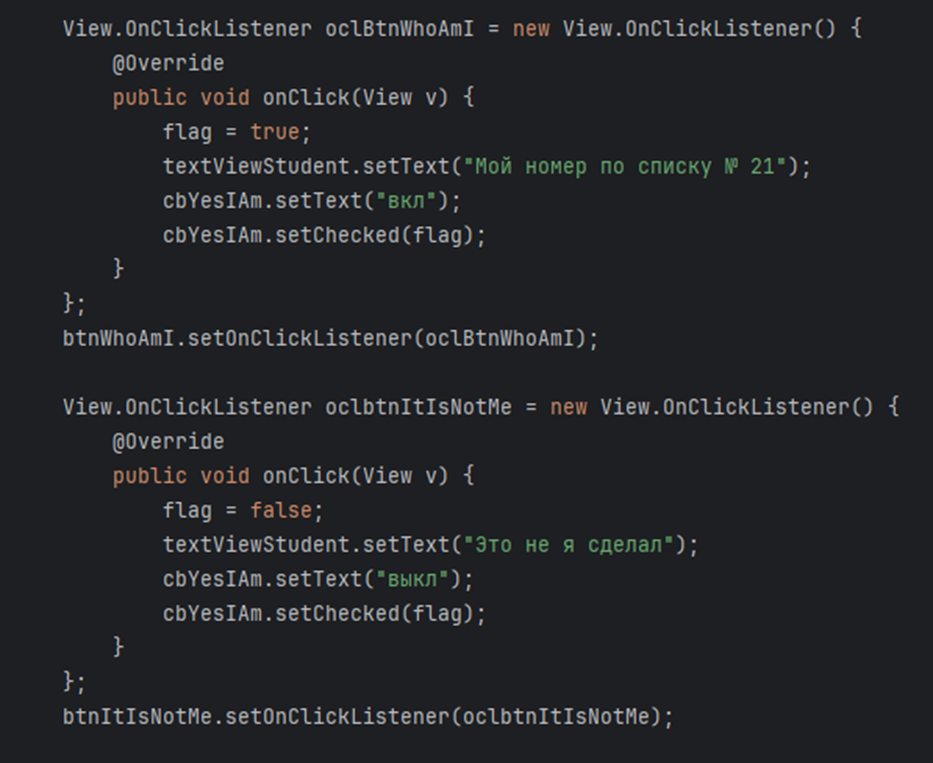 View.OnClickListener oclBtnWhoAmI = new View.OnClickListener() {
@Override
public void onClick(View v) {
flag = true;
textViewStudent.setText("Мой номер по списку № 21");
cbYesIAm.setText("вкл");
cbYesIAm.setChecked(flag);
}
};
btnWhoAmI.setOnClickListener(oclBtnWhoAmI);
View.OnClickListener oclbtnItIsNotMe = new View.OnClickListener() {
@Override
public void onClick(View v) {
flag = false;
textViewStudent.setText("Это не я сделал");
cbYesIAm.setText("выкл");
cbYesIAm.setChecked(flag);
}
};
btnItIsNotMe.setOnClickListener(oclbtnItIsNotMe);